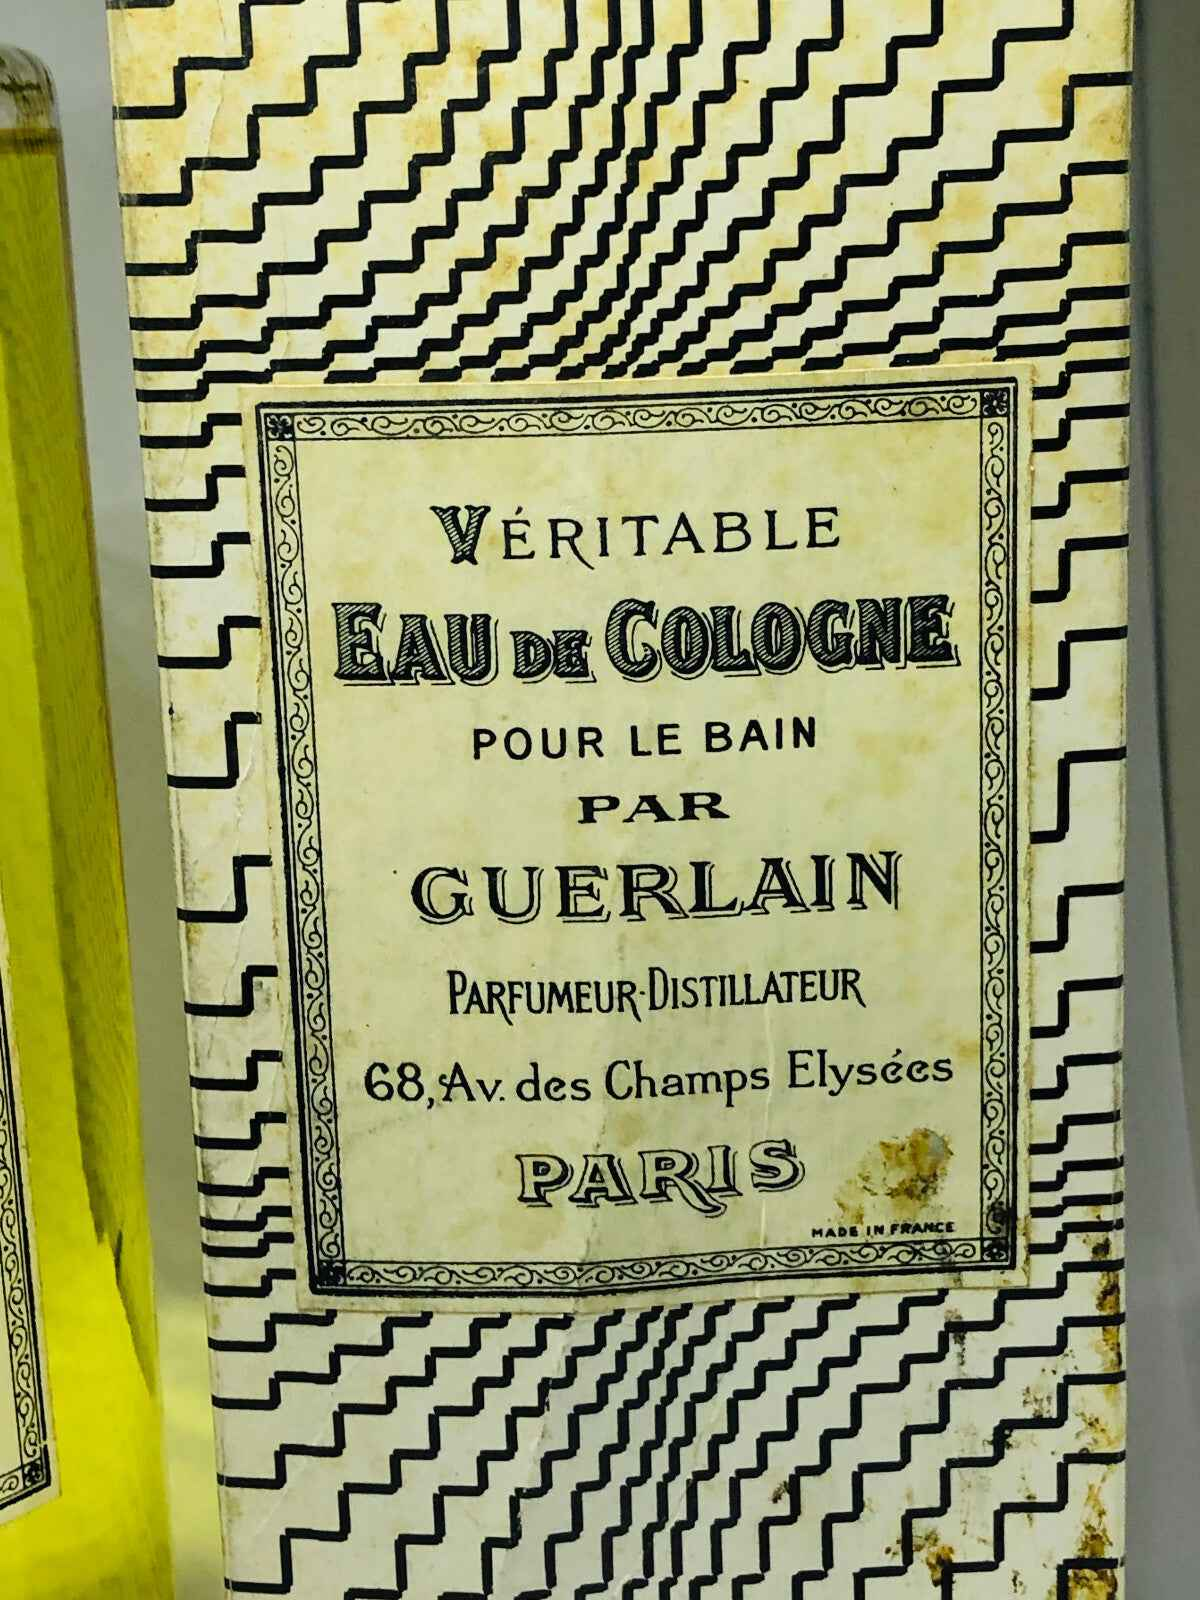 VÉRITABLE
EAU DE COLOGNE
POUR LE BAIN
PAR
GUERLAIN
PARFUMEUR-DISTILLATEUR
68, Av. des Champs Elysées
PARIS
MADE IN FRANCE